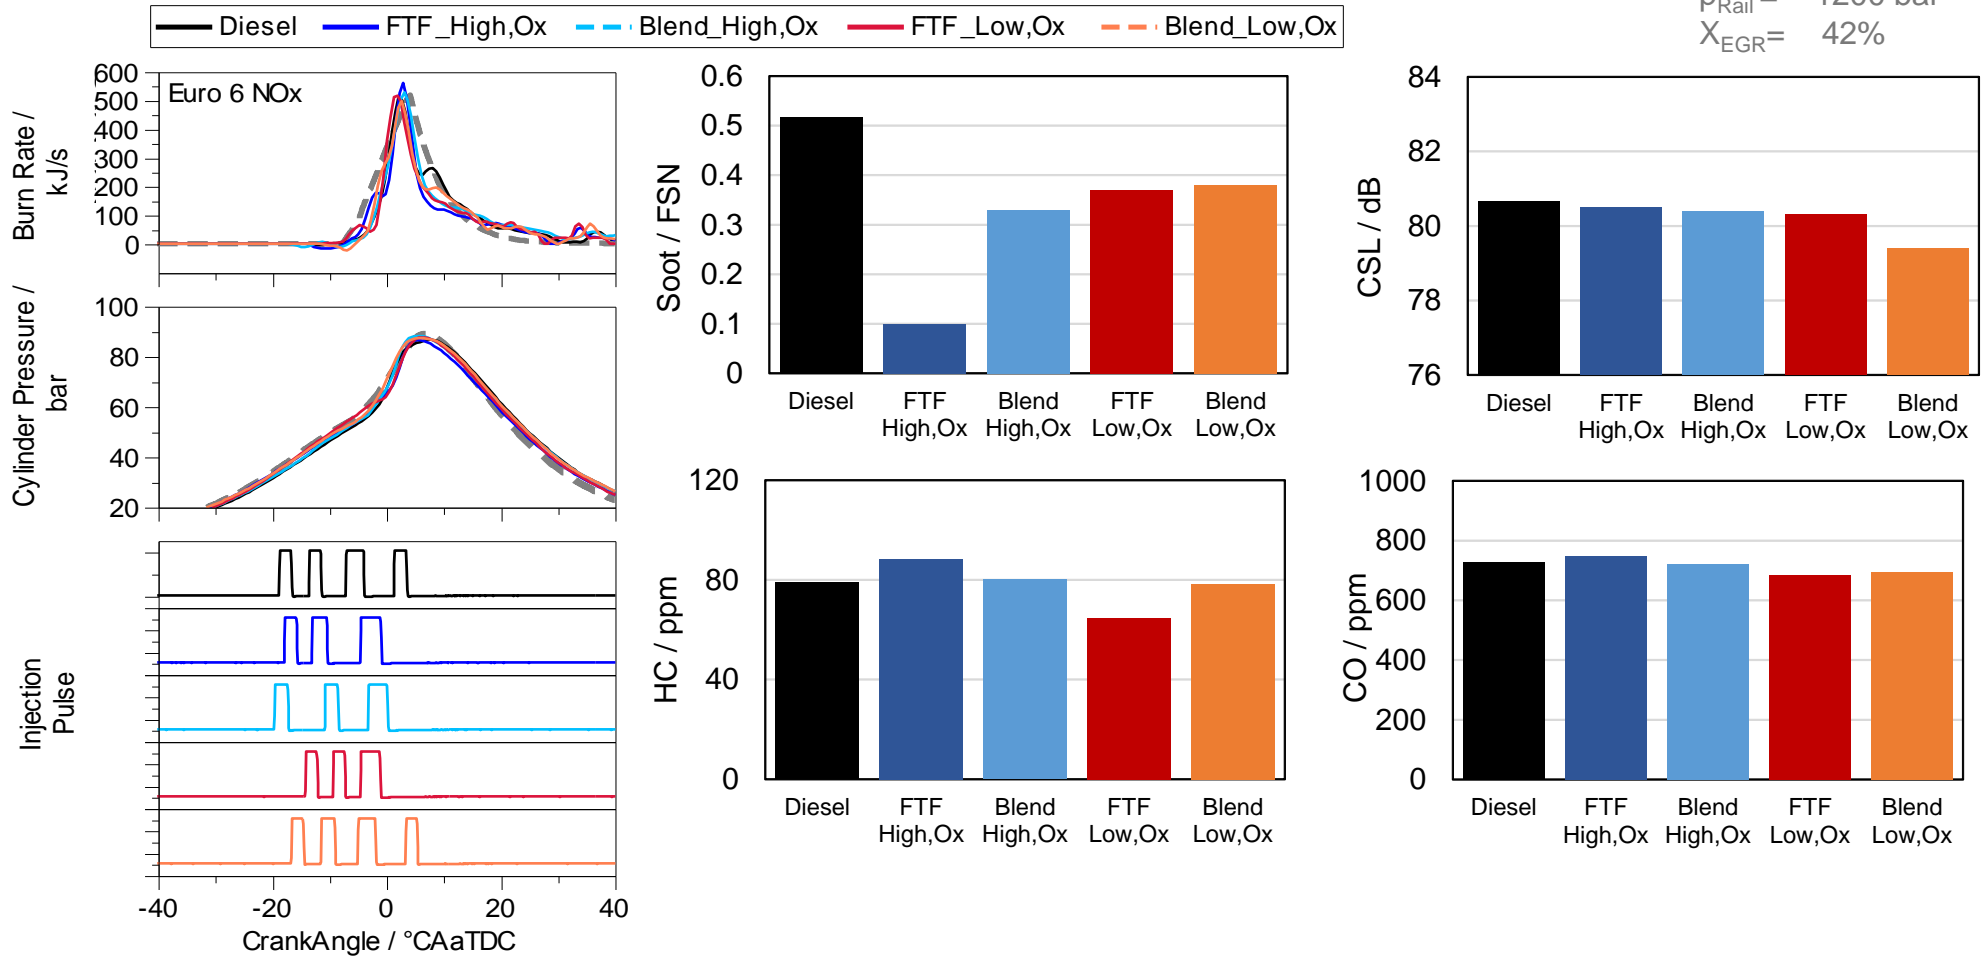 Diesel FTF_High,Ox Blend_High,Ox FTF_Low,Ox Blend_Low,Ox
X_EGR= 42%
Euro 6 NOx
Burn Rate /
kJ/s
600
500
400
300
200
100
0
Cylinder Pressure /
bar
100
80
60
40
20
Injection
Pulse
-40 -20 0 20 40
CrankAngle / °CAaTDC
Soot / FSN
0.6
0.5
0.4
0.3
0.2
0.1
0
Diesel FTF Blend FTF Blend
High,Ox High,Ox Low,Ox Low,Ox
CSL / dB
84
82
80
78
76
Diesel FTF Blend FTF Blend
High,Ox High,Ox Low,Ox Low,Ox
HC / ppm
120
80
40
0
Diesel FTF Blend FTF Blend
High,Ox High,Ox Low,Ox Low,Ox
CO / ppm
1000
800
600
400
200
0
Diesel FTF Blend FTF Blend
High,Ox High,Ox Low,Ox Low,Ox